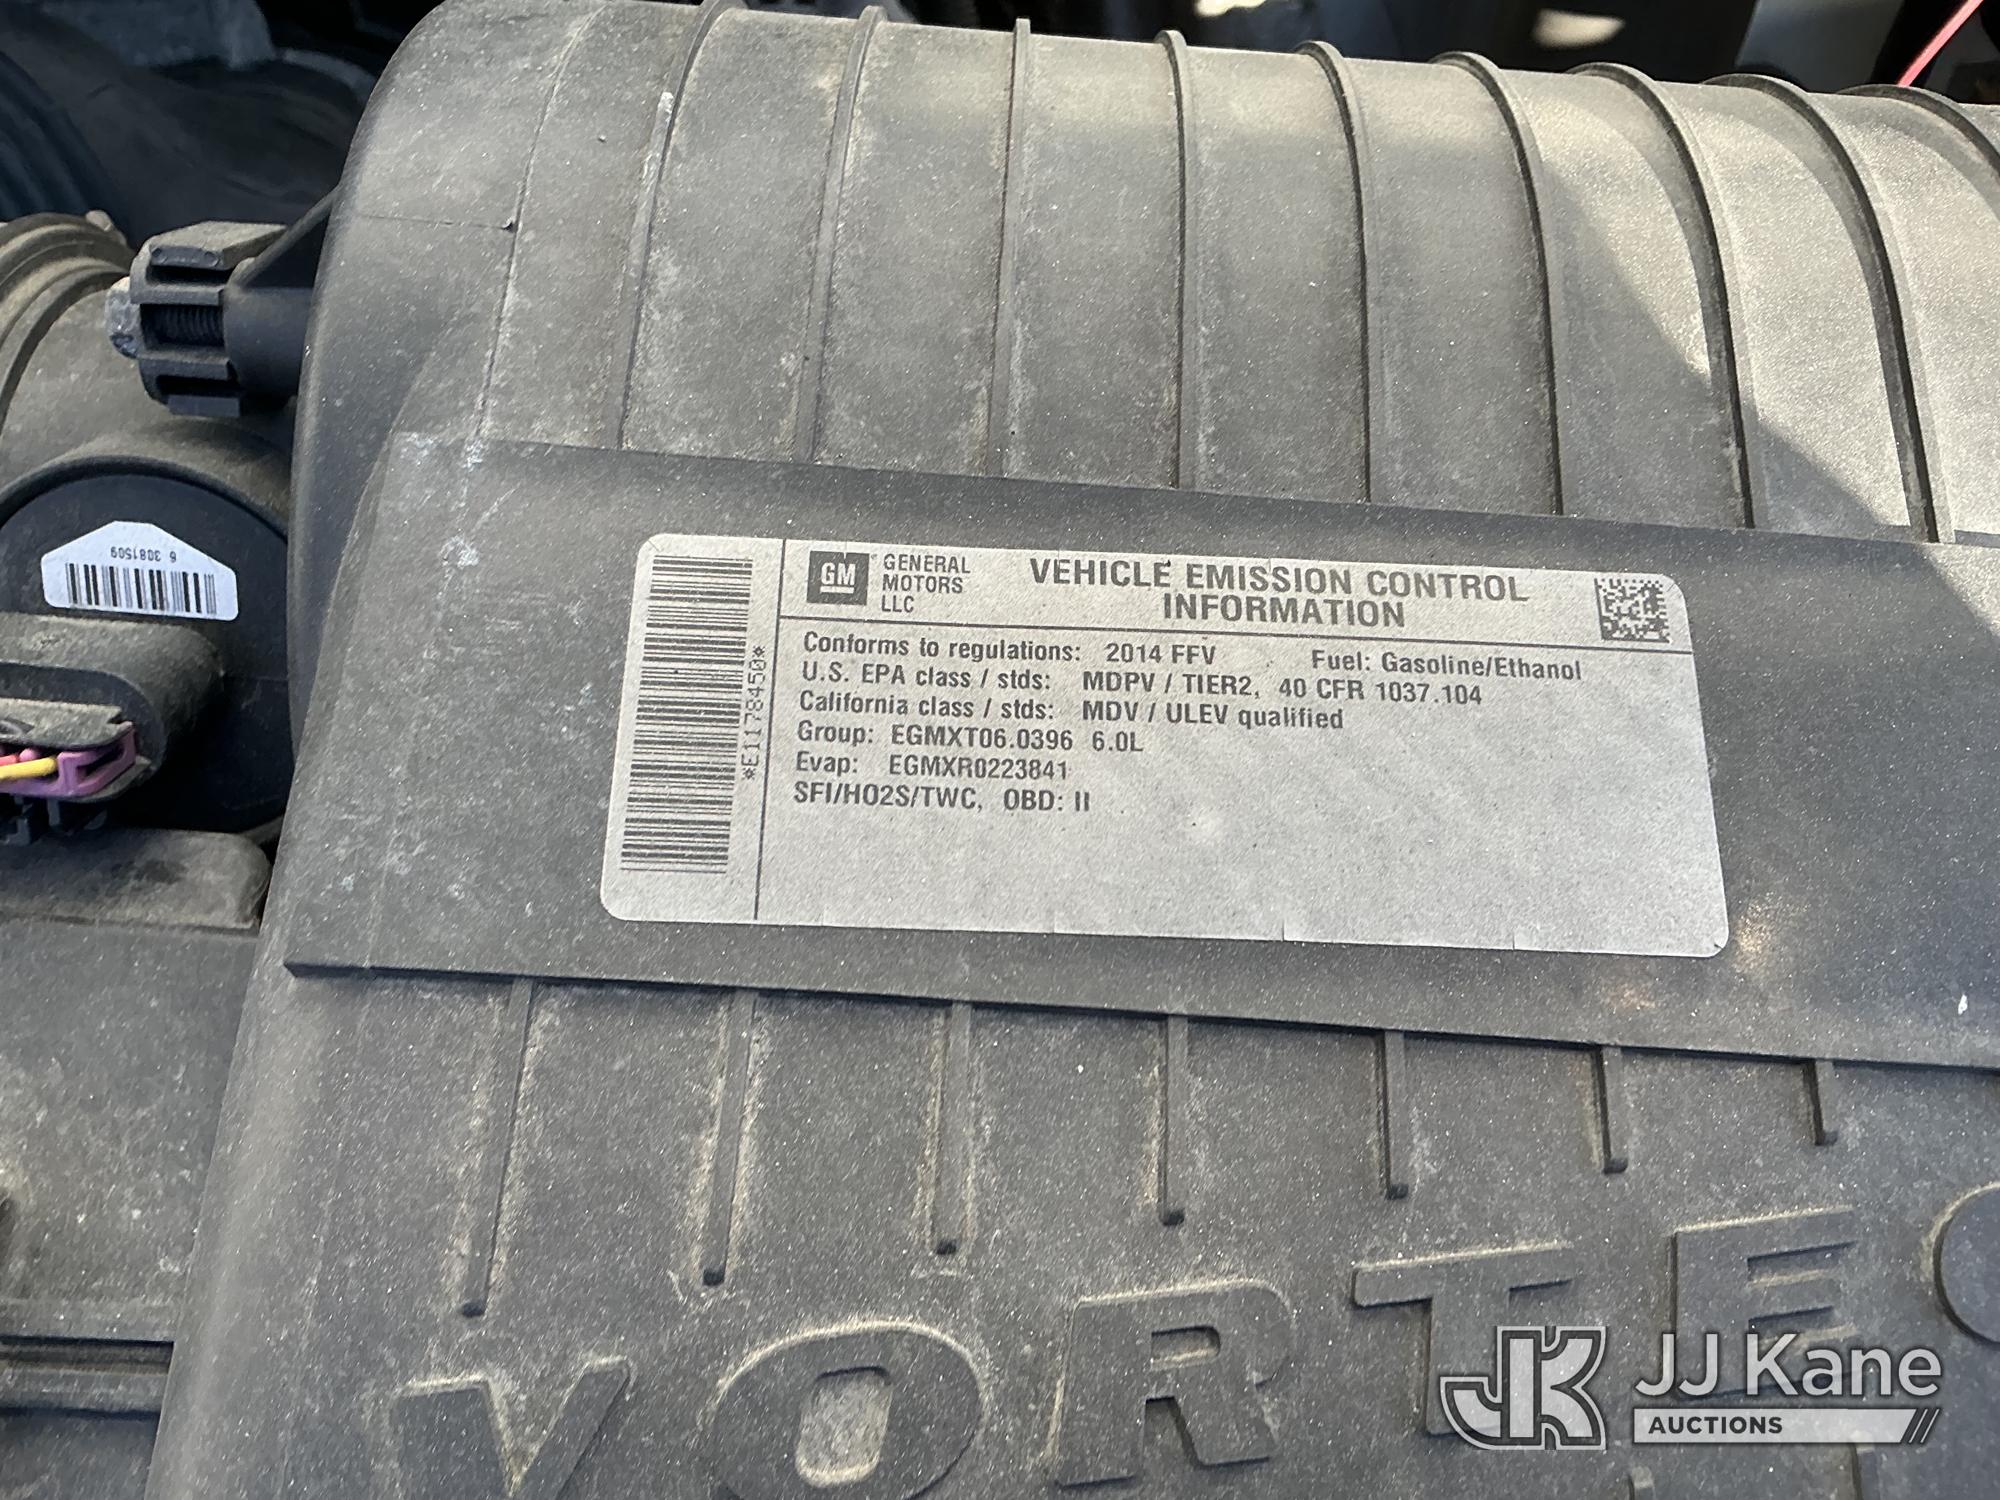 6 3081509
GM
GENERAL
MOTORS
LLC
VEHICLE EMISSION CONTROL
INFORMATION
Conforms to regulations: 2014 FFV Fuel: Gasoline/Ethanol
U.S. EPA class / stds: MDPV / TIER2, 40 CFR 1037.104
California class / stds: MDV / ULEV qualified
Group: EGMXT06.0396 6.0L
Evap: EGMXR0223841
SFI/HO2S/TWC, OBD: II
*E1178450*
VORTEC
JK JJ Kane
AUCTIONS